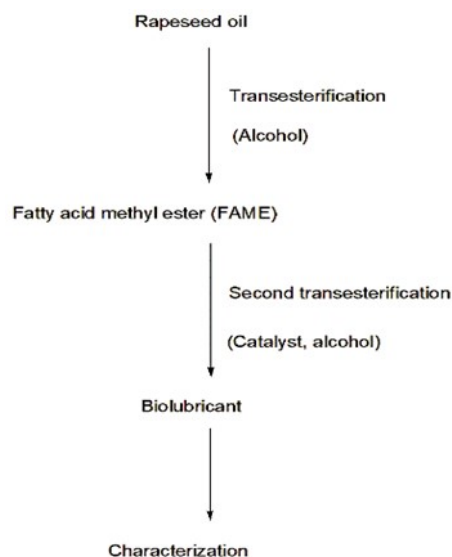 Rapeseed oil
Transesterification
(Alcohol)
Fatty acid methyl ester (FAME)
Second transesterification
(Catalyst, alcohol)
Biolubricant
Characterization